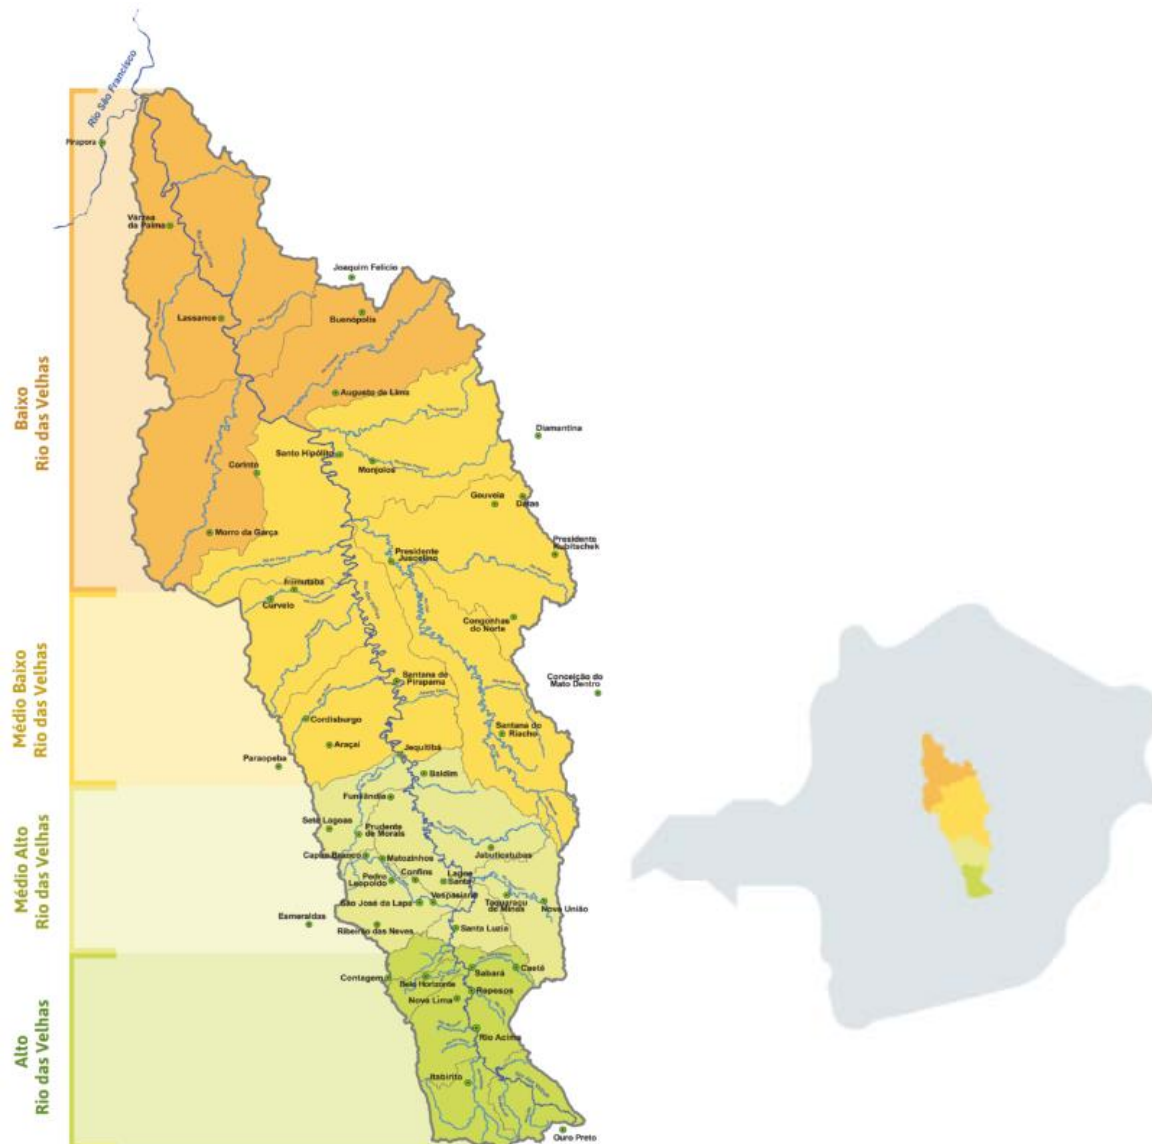 Rio São Francisco
Pirapora
Várzea
da Palma
Joaquim Felício
Lassance
Buenópolis
Baixo
Rio das Velhas
Augusto de Lima
Diamantina
Santo Hipólito
Monjolos
Corinto
Gouveia
Datas
Morro da Garça
Presidente
Kubitschek
Presidente
Juscelino
Inimutaba
Curvelo
Rio das Velhas
Congonhas
do Norte
Médio Baixo
Rio das Velhas
Santana de
Pirapama
Conceição do
Mato Dentro
Cordisburgo
Santana do
Riacho
Araçaí
Jequitibá
Paraopeba
Baldim
Funilândia
Médio Alto
Rio das Velhas
Sete Lagoas
Prudente
de Morais
Capim Branco
Matozinhos
Jaboticatubas
Pedro
Leopoldo
Confins
Lagoa
Santa
São José da Lapa
Vespasiano
Taquaraçu
de Minas
Nova União
Esmeraldas
Ribeirão das Neves
Santa Luzia
Contagem
Belo Horizonte
Sabará
Caeté
Nova Lima
Raposos
Alto
Rio das Velhas
Rio Acima
Itabirito
Ouro Preto